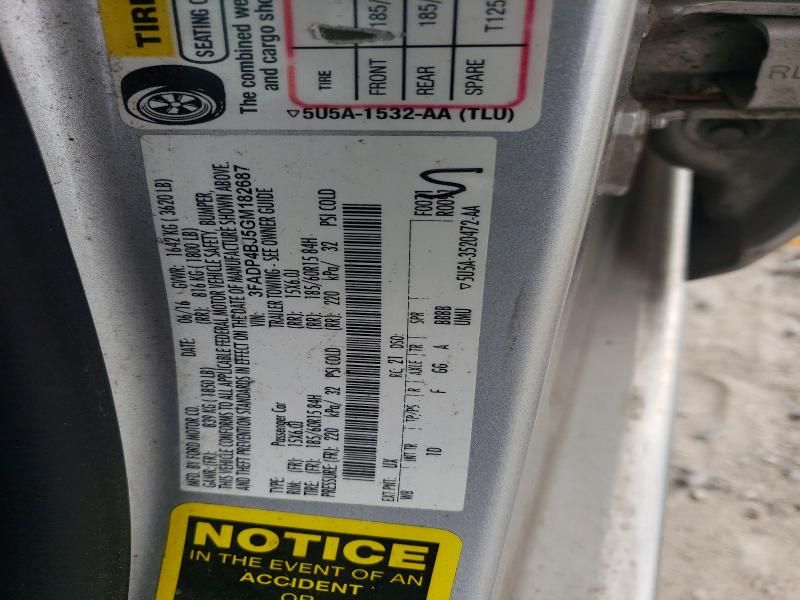 TIRE
SEATING
The combined
and cargo
TIRE
FRONT 185/
REAR 185/
SPARE T125
▽5U5A-1532-AA (TLU)
MFG. BY FORD MOTOR CO.
DATE: 06/16 GVWR: 1642 KG ( 3620 LB)
GAWR: (FR): 839 KG (1850 LB) (RR): 816 KG (1800 LB)
THIS VEHICLE CONFORMS TO ALL APPLICABLE FEDERAL MOTOR VEHICLE SAFETY, BUMPER,
AND THEFT PREVENTION STANDARDS IN EFFECT ON THE DATE OF MANUFACTURE SHOWN ABOVE.
VIN: 3FADP4BJ5GM182687
TYPE: Passenger Car TRAILER TOWING- SEE OWNER GUIDE
RIM: (FR): 15X6.0J (RR): 15X6.0J
TIRE: (FR): 185/60R15 84H (RR): 185/60R15 84H
PRESSURE (FR): 220 kPa/ 32 PSI COLD (RR): 220 kPa/ 32 PSI COLD
EXT.PNT: UX RC: 21 DSO:
WB INT TR TP/PS R AXLE TR SPR
1D F GG A BBBB
UWU
▽5U5A-3520472-AA
RL
NOTICE
IN THE EVENT OF AN
ACCIDENT
OR